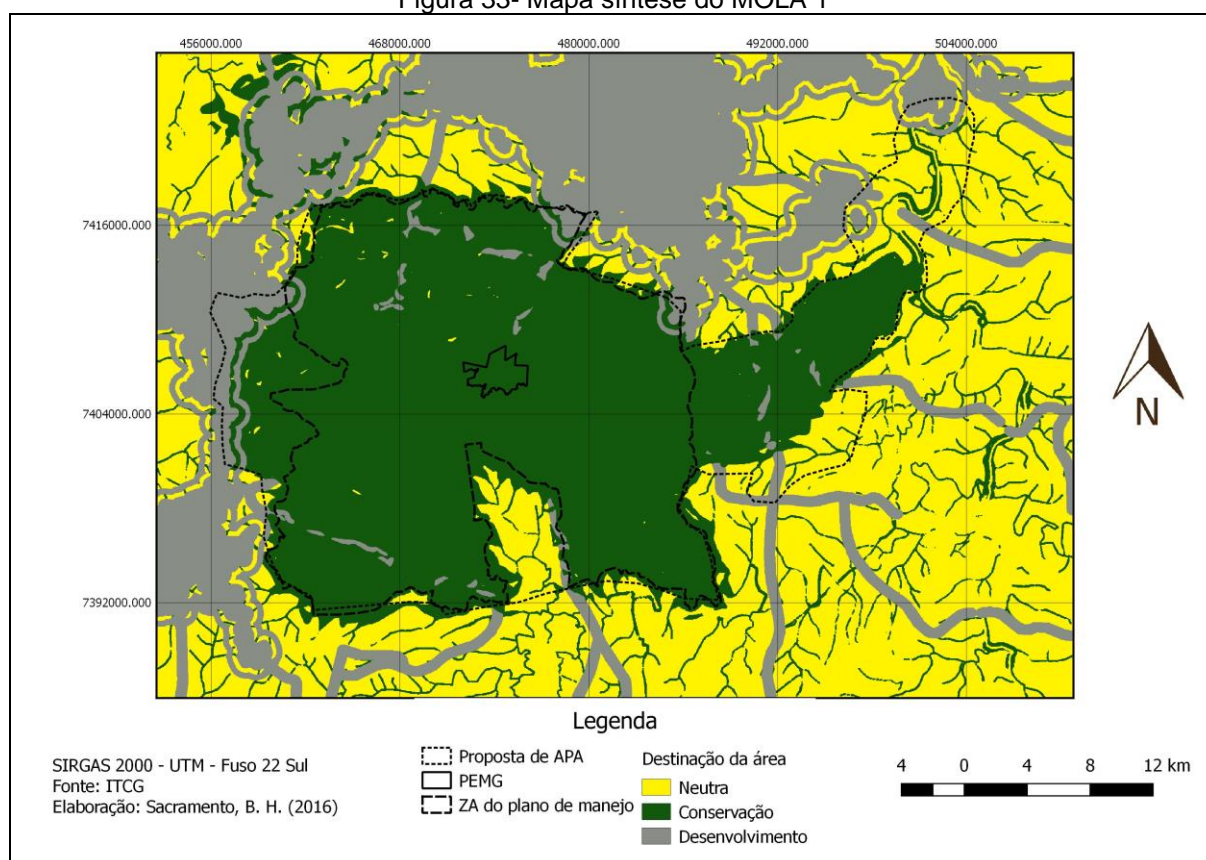 Figura 33- Mapa síntese do MOLA 1
456000.000 468000.000 480000.000 492000.000 504000.000
7416000.000
7404000.000
7392000.000
N
Legenda
SIRGAS 2000 - UTM - Fuso 22 Sul
Fonte: ITCG
Elaboração: Sacramento, B. H. (2016)
Proposta de APA
PEMG
ZA do plano de manejo
Destinação da área
Neutra
Conservação
Desenvolvimento
4 0 4 8 12 km